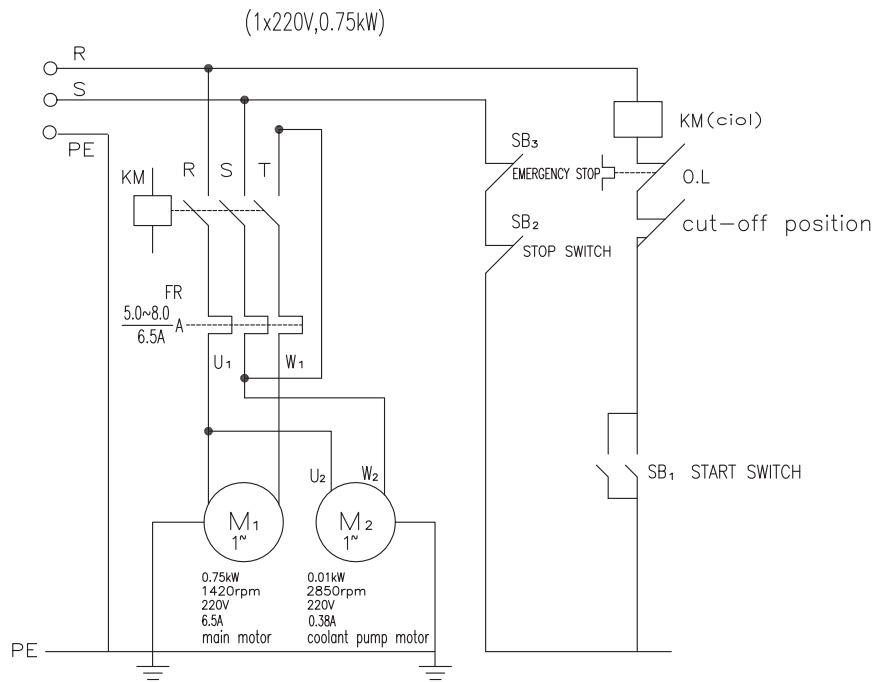 (1x220V,0.75kW)
R
S
PE
KM
R S T
FR
5.0~8.0
6.5A
A
U1
W1
U2
W2
M1
1~
M2
1~
0.75kW
1420rpm
220V
6.5A
main motor
0.01kW
2850rpm
220V
0.38A
coolant pump motor
PE
SB3
EMERGENCY STOP
SB2
STOP SWITCH
KM(ciol)
O.L
cut-off position
SB1 START SWITCH